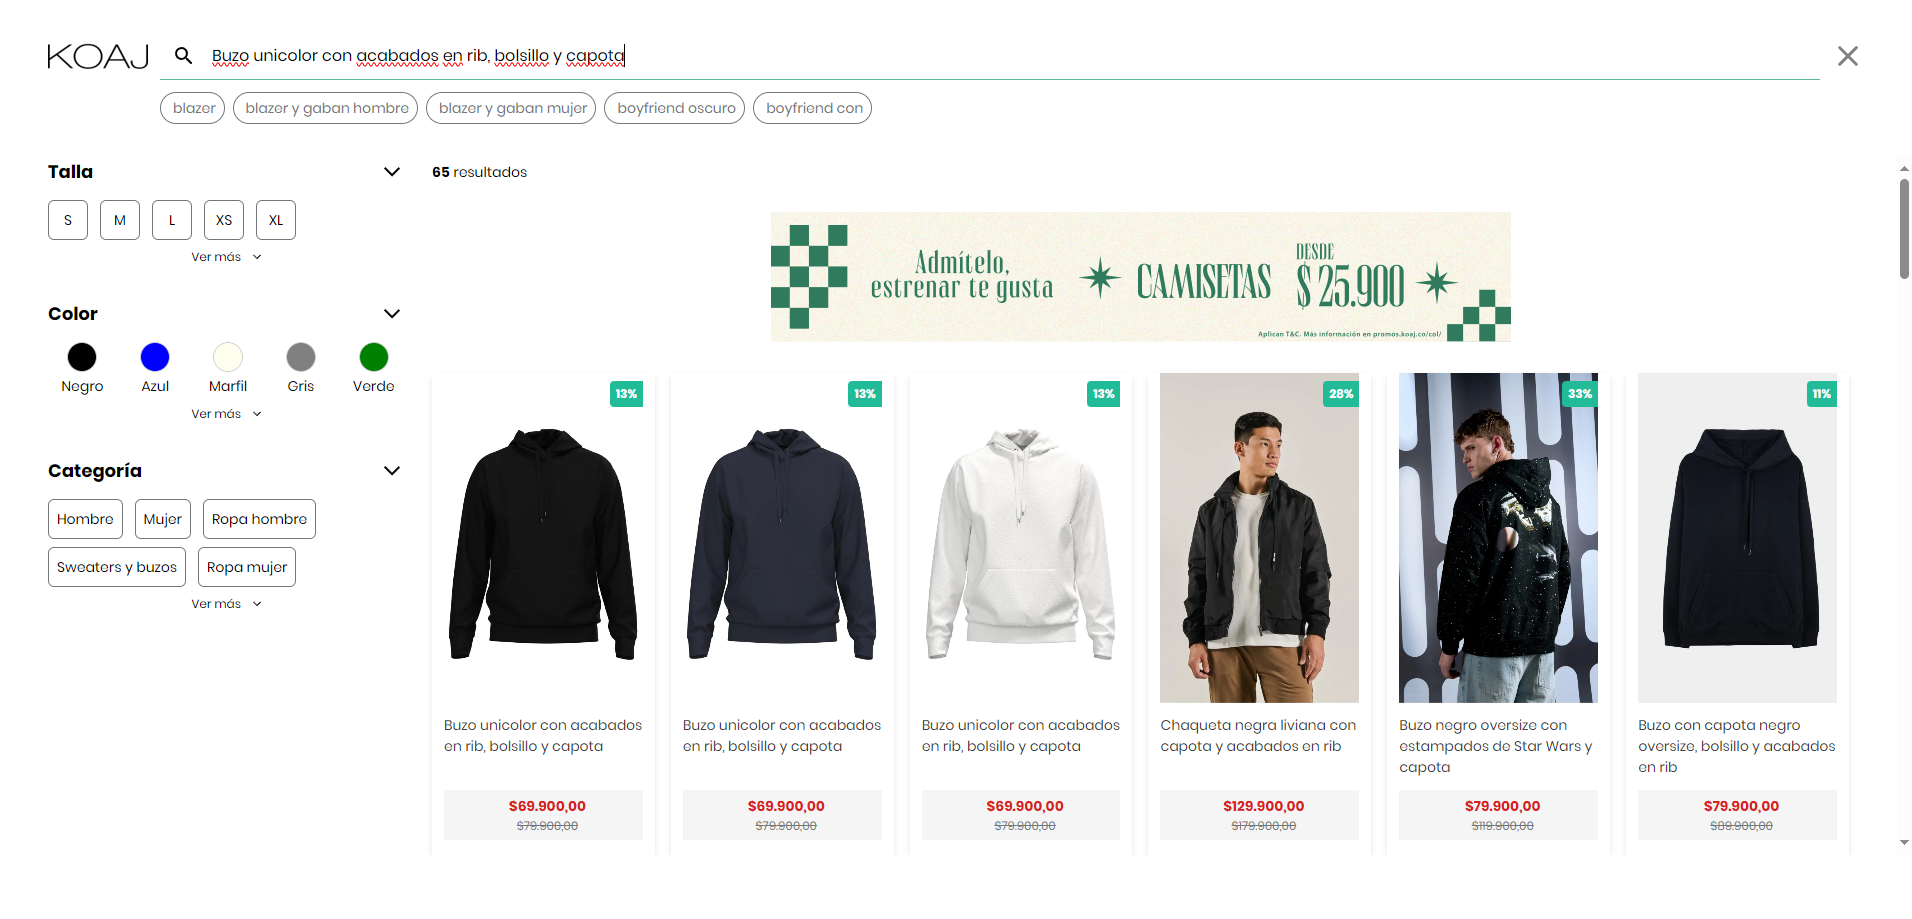 KOAJ
Buzo unicolor con acabados en rib, bolsillo y capota
blazer
blazer y gaban hombre
blazer y gaban mujer
boyfriend oscuro
boyfriend con
Talla
S
M
L
XS
XL
Ver más
Color
Negro
Azul
Marfil
Gris
Verde
Ver más
Categoría
Hombre
Mujer
Ropa hombre
Sweaters y buzos
Ropa mujer
Ver más
65 resultados
Admítelo,
estrenar te gusta
CAMISETAS
DESDE
$ 25.900
Aplican T&C. Más información en promos.koaj.co/col/
13%
Buzo unicolor con acabados
en rib, bolsillo y capota
$69.900,00
$79.900,00
13%
Buzo unicolor con acabados
en rib, bolsillo y capota
$69.900,00
$79.900,00
13%
Buzo unicolor con acabados
en rib, bolsillo y capota
$69.900,00
$79.900,00
28%
Chaqueta negra liviana con
capota y acabados en rib
$129.900,00
$179.900,00
33%
Buzo negro oversize con
estampados de Star Wars y
capota
$79.900,00
$119.900,00
11%
Buzo con capota negro
oversize, bolsillo y acabados
en rib
$79.900,00
$89.900,00